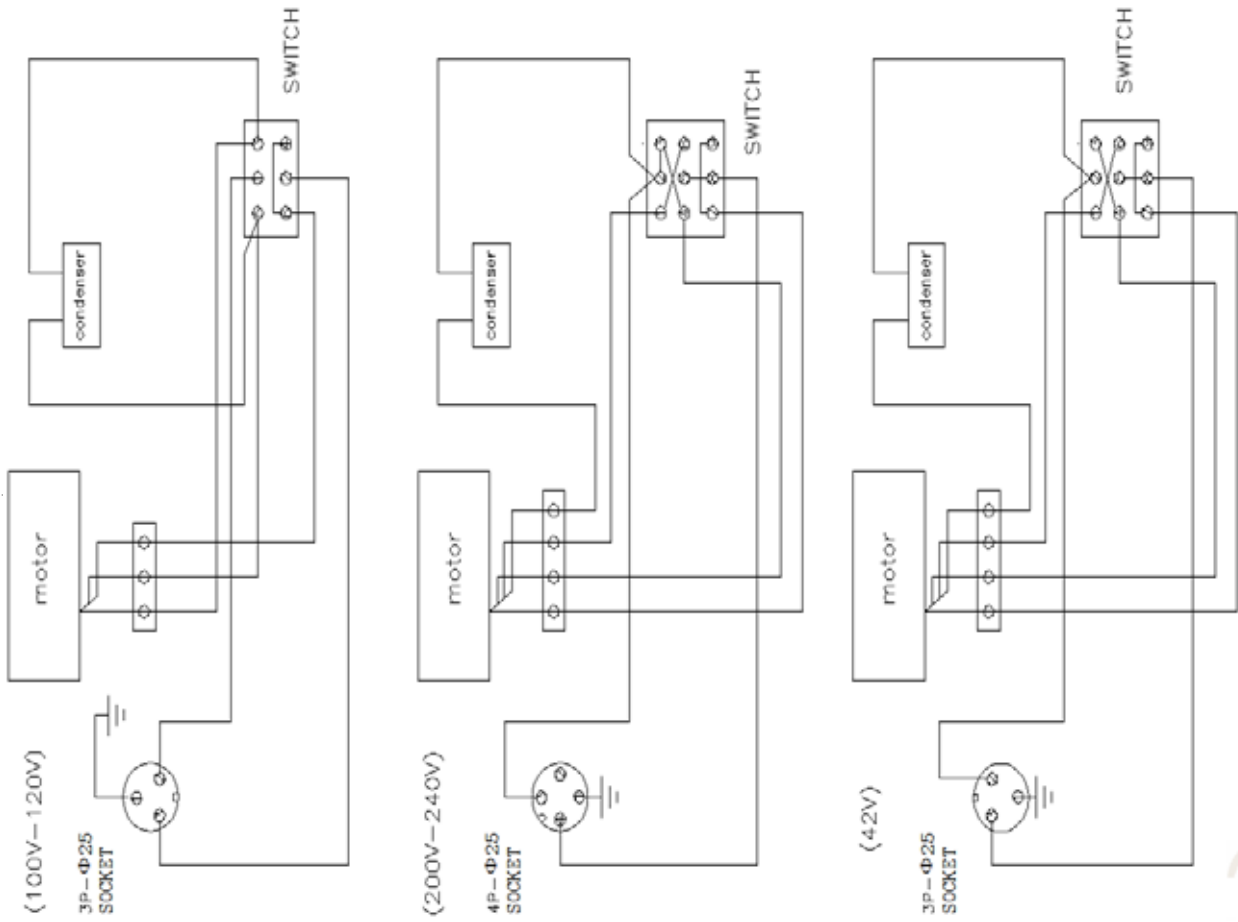 (100V-120V)
3P-Φ25
SOCKET
motor
condenser
SWITCH
(200V-240V)
4P-Φ25
SOCKET
motor
condenser
SWITCH
(42V)
3P-Φ25
SOCKET
motor
condenser
SWITCH